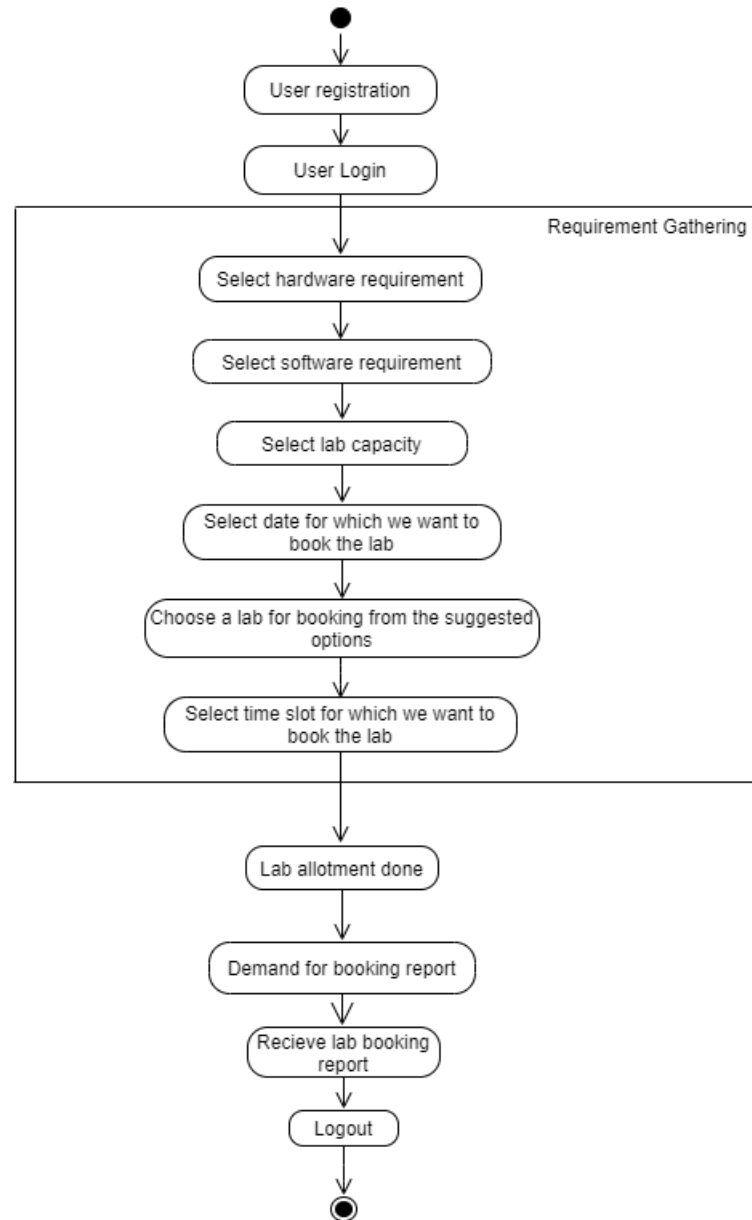 User registration
User Login
Requirement Gathering
Select hardware requirement
Select software requirement
Select lab capacity
Select date for which we want to
book the lab
Choose a lab for booking from the suggested
options
Select time slot for which we want to
book the lab
Lab allotment done
Demand for booking report
Recieve lab booking
report
Logout